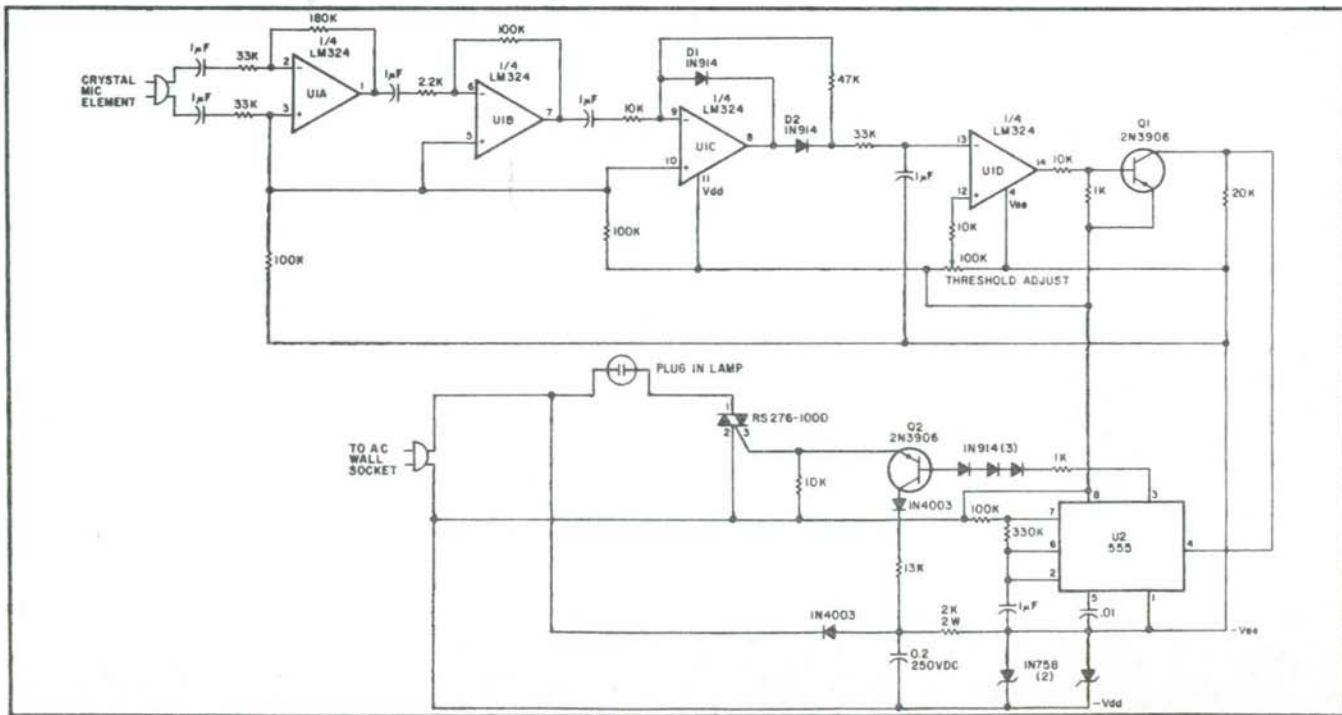 180K
1μF
33K
1/4
LM324
2
3
1
U1A
CRYSTAL
MIC
ELEMENT
1μF
33K
1μF
2.2K
100K
1/4
LM324
6
5
7
U1B
1μF
10K
D1
1N914
1/4
LM324
9
10
8
U1C
11
Vdd
D2
1N914
47K
33K
1μF
1/4
LM324
13
12
14
U1D
4
Vee
10K
10K
1K
Q1
2N3906
20K
100K
100K
100K
THRESHOLD ADJUST
PLUG IN LAMP
1
2
3
RS276-1000
TO AC
WALL
SOCKET
10K
Q2
2N3906
1N914(3)
1K
1N4003
100K
330K
8
3
7
6
2
4
5
1
U2
555
13K
1N4003
2K
2W
1μF
.01
-Vee
0.2
250VDC
1N758
(2)
-Vdd